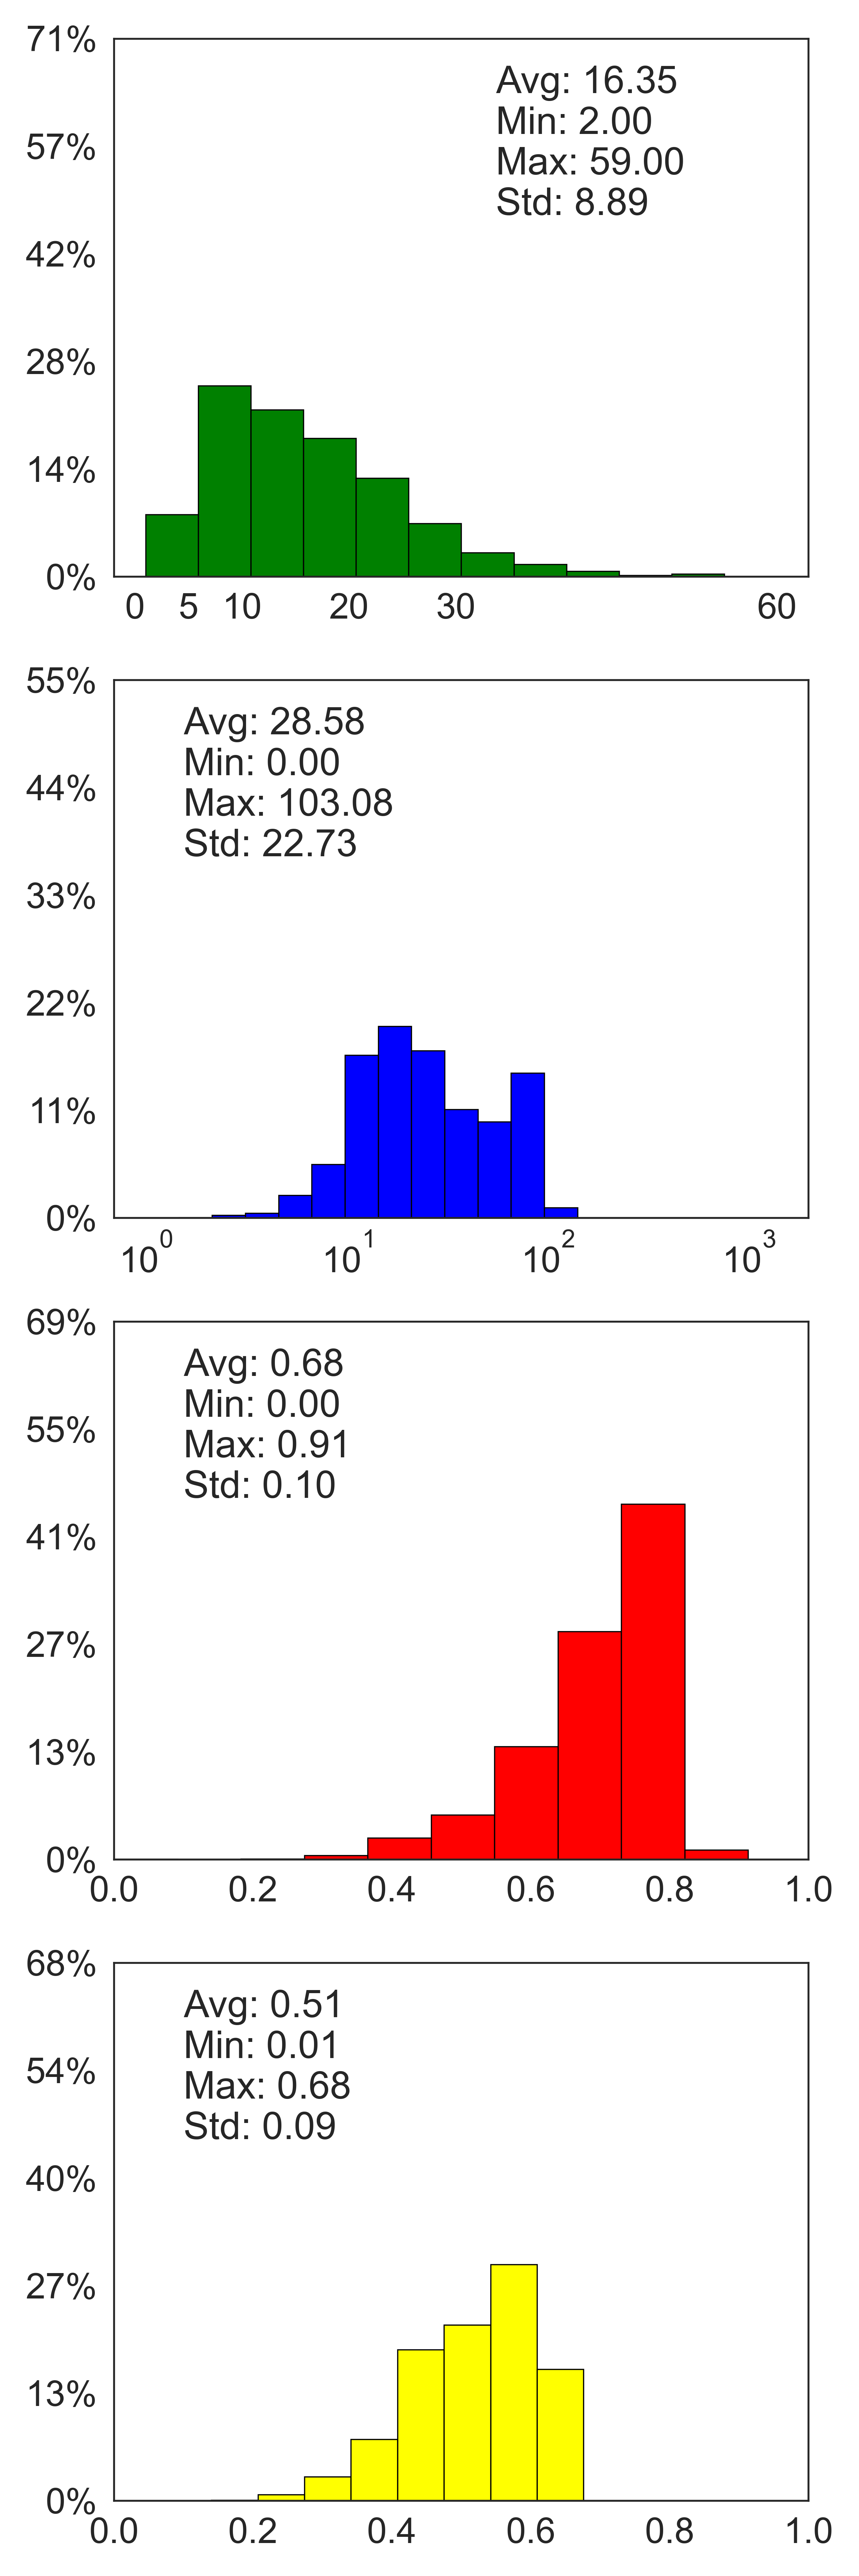 71%
Avg: 16.35
Min: 2.00
Max: 59.00
Std: 8.89
57%
42%
28%
14%
0%
0 5 10 20 30 60
55%
Avg: 28.58
Min: 0.00
Max: 103.08
Std: 22.73
44%
33%
22%
11%
0%
10^0 10^1 10^2 10^3
69%
Avg: 0.68
Min: 0.00
Max: 0.91
Std: 0.10
55%
41%
27%
13%
0%
0.0 0.2 0.4 0.6 0.8 1.0
68%
Avg: 0.51
Min: 0.01
Max: 0.68
Std: 0.09
54%
40%
27%
13%
0%
0.0 0.2 0.4 0.6 0.8 1.0